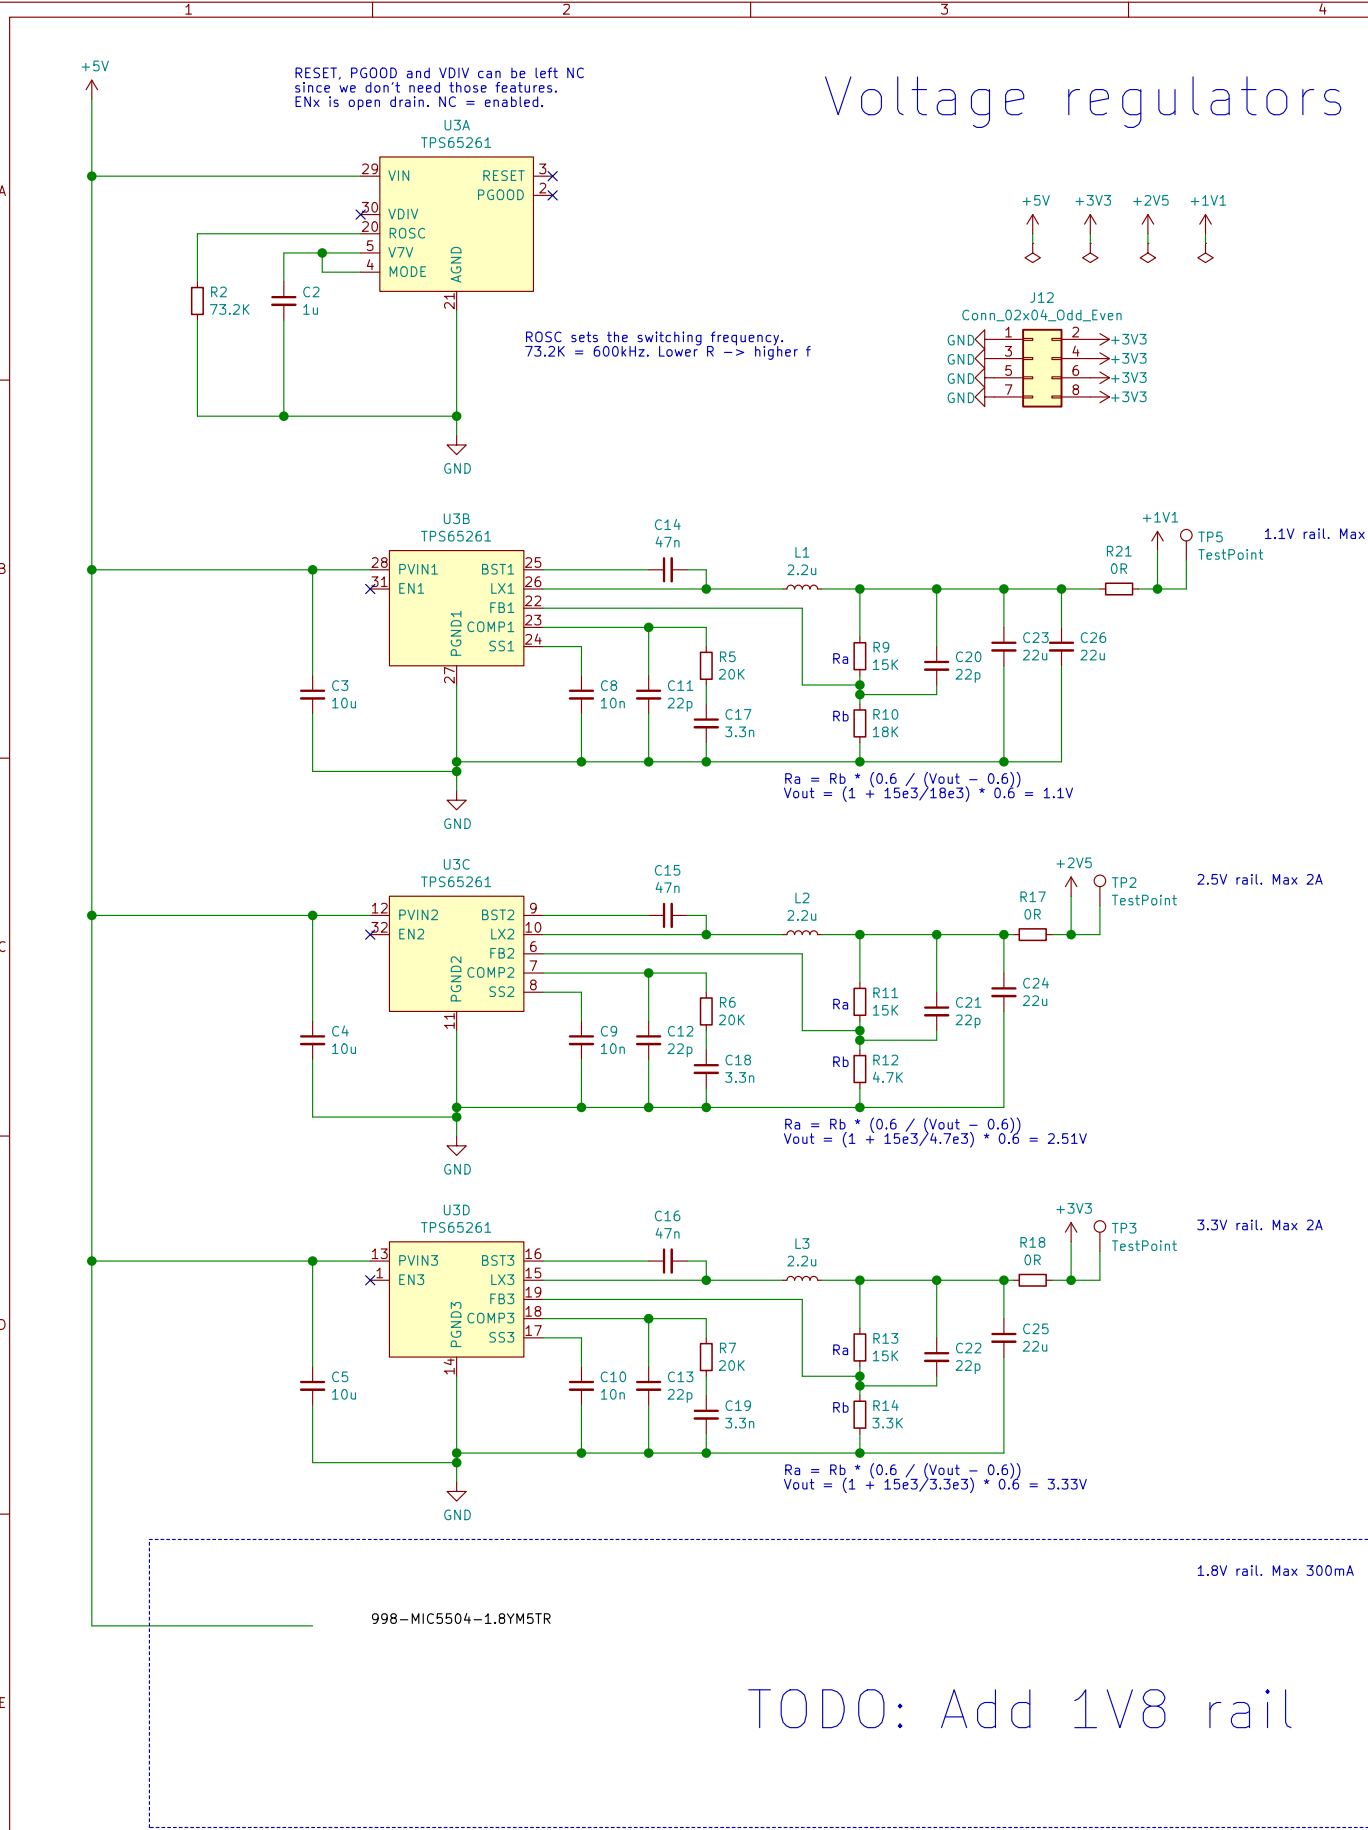 1
2
3
4
+5V
RESET, PGOOD and VDIV can be left NC
since we don't need those features.
ENx is open drain. NC = enabled.
Voltage regulators
U3A
TPS65261
29 VIN
30 VDIV
20 ROSC
5 V7V
4 MODE
AGND
21
RESET 3
PGOOD 2
R2
73.2K
C2
1u
GND
ROSC sets the switching frequency.
73.2K = 600kHz. Lower R -> higher f
+5V +3V3 +2V5 +1V1
J12
Conn_02x04_Odd_Even
GND 1 2 +3V3
GND 3 4 +3V3
GND 5 6 +3V3
GND 7 8 +3V3
A
B
U3B
TPS65261
28 PVIN1
31 EN1
PGND1
27
BST1 25
LX1 26
FB1 22
COMP1 23
SS1 24
C3
10u
C14
47n
L1
2.2u
C8
10n
C11
22p
R5
20K
C17
3.3n
Ra
R9
15K
Rb
R10
18K
C20
22p
C23
22u
C26
22u
R21
0R
+1V1
TP5
TestPoint
1.1V rail. Max
GND
Ra = Rb * (0.6 / (Vout - 0.6))
Vout = (1 + 15e3/18e3) * 0.6 = 1.1V
C
U3C
TPS65261
12 PVIN2
32 EN2
PGND2
11
BST2 9
LX2 10
FB2 6
COMP2 7
SS2 8
C4
10u
C15
47n
L2
2.2u
C9
10n
C12
22p
R6
20K
C18
3.3n
Ra
R11
15K
Rb
R12
4.7K
C21
22p
C24
22u
R17
0R
+2V5
TP2
TestPoint
2.5V rail. Max 2A
GND
Ra = Rb * (0.6 / (Vout - 0.6))
Vout = (1 + 15e3/4.7e3) * 0.6 = 2.51V
D
U3D
TPS65261
13 PVIN3
1 EN3
PGND3
14
BST3 16
LX3 15
FB3 19
COMP3 18
SS3 17
C5
10u
C16
47n
L3
2.2u
C10
10n
C13
22p
R7
20K
C19
3.3n
Ra
R13
15K
Rb
R14
3.3K
C22
22p
C25
22u
R18
0R
+3V3
TP3
TestPoint
3.3V rail. Max 2A
GND
Ra = Rb * (0.6 / (Vout - 0.6))
Vout = (1 + 15e3/3.3e3) * 0.6 = 3.33V
E
1.8V rail. Max 300mA
998-MIC5504-1.8YM5TR
TODO: Add 1V8 rail